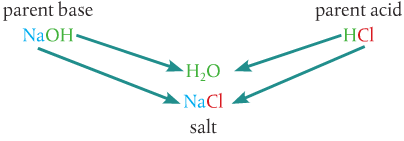 parent base parent acid
NaOH HCl
H₂O
NaCl
salt